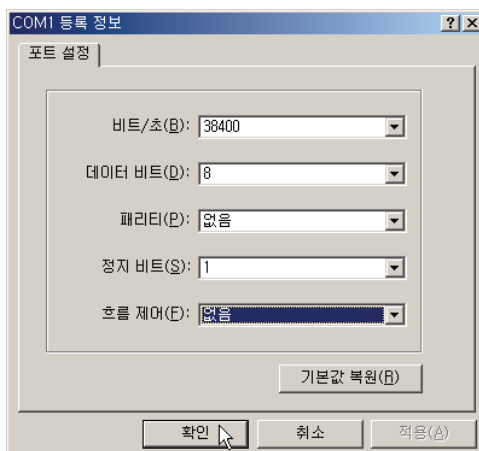 COM1 등록 정보
포트 설정
비트/초(B): 38400
데이터 비트(D): 8
패리티(P): 없음
정지 비트(S): 1
흐름 제어(F): 없음
기본값 복원(R)
확인 취소 적용(A)